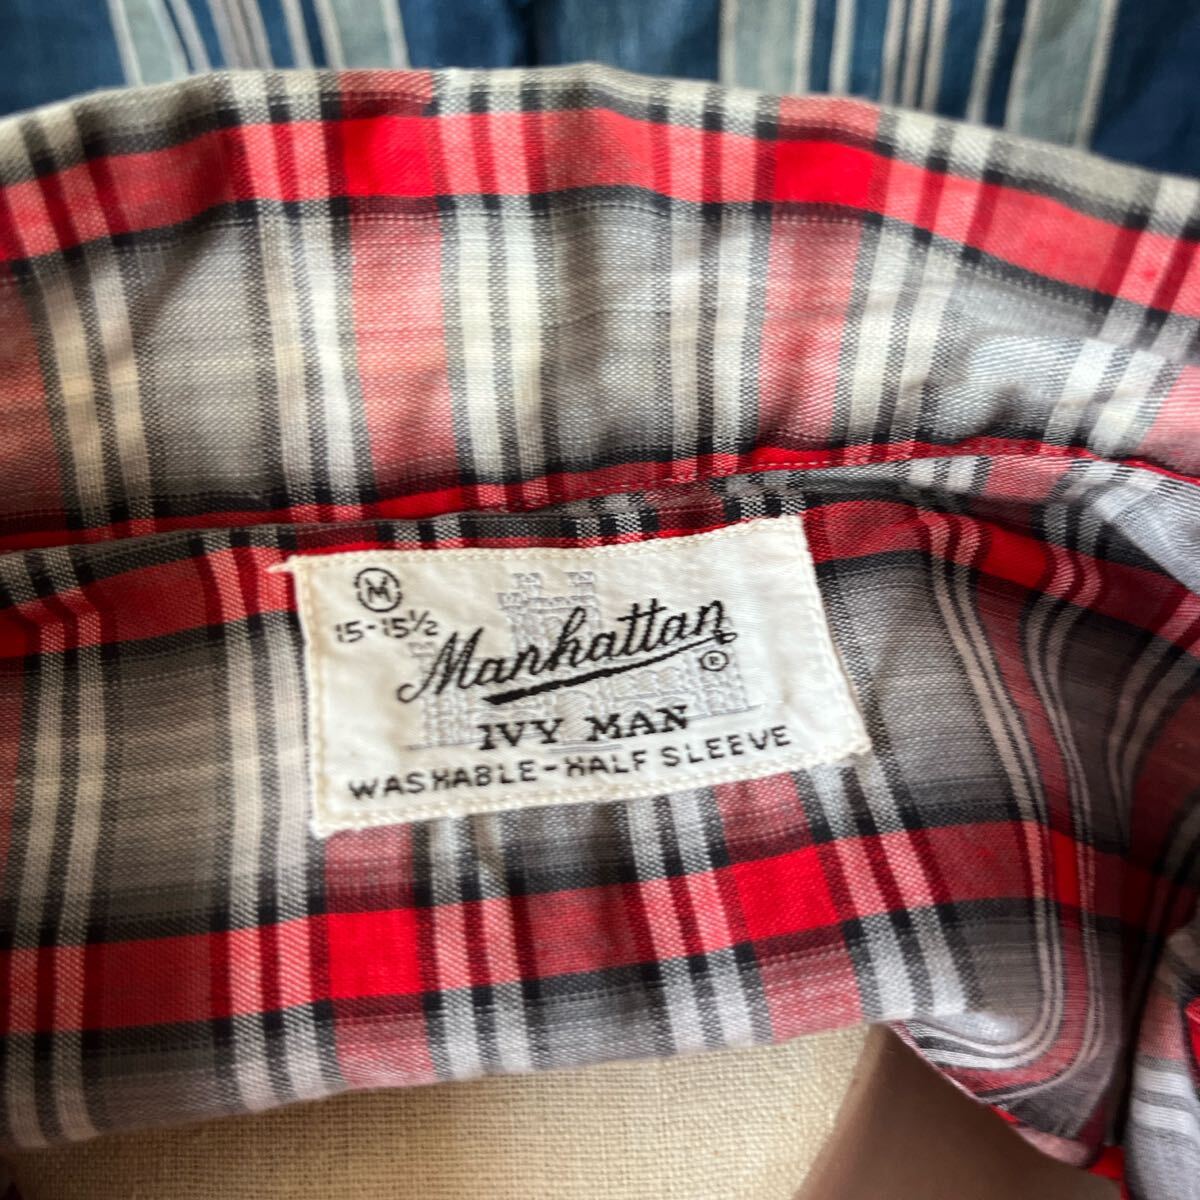 M
15-15½
Manhattan
®
IVY MAN
WASHABLE-HALF SLEEVE